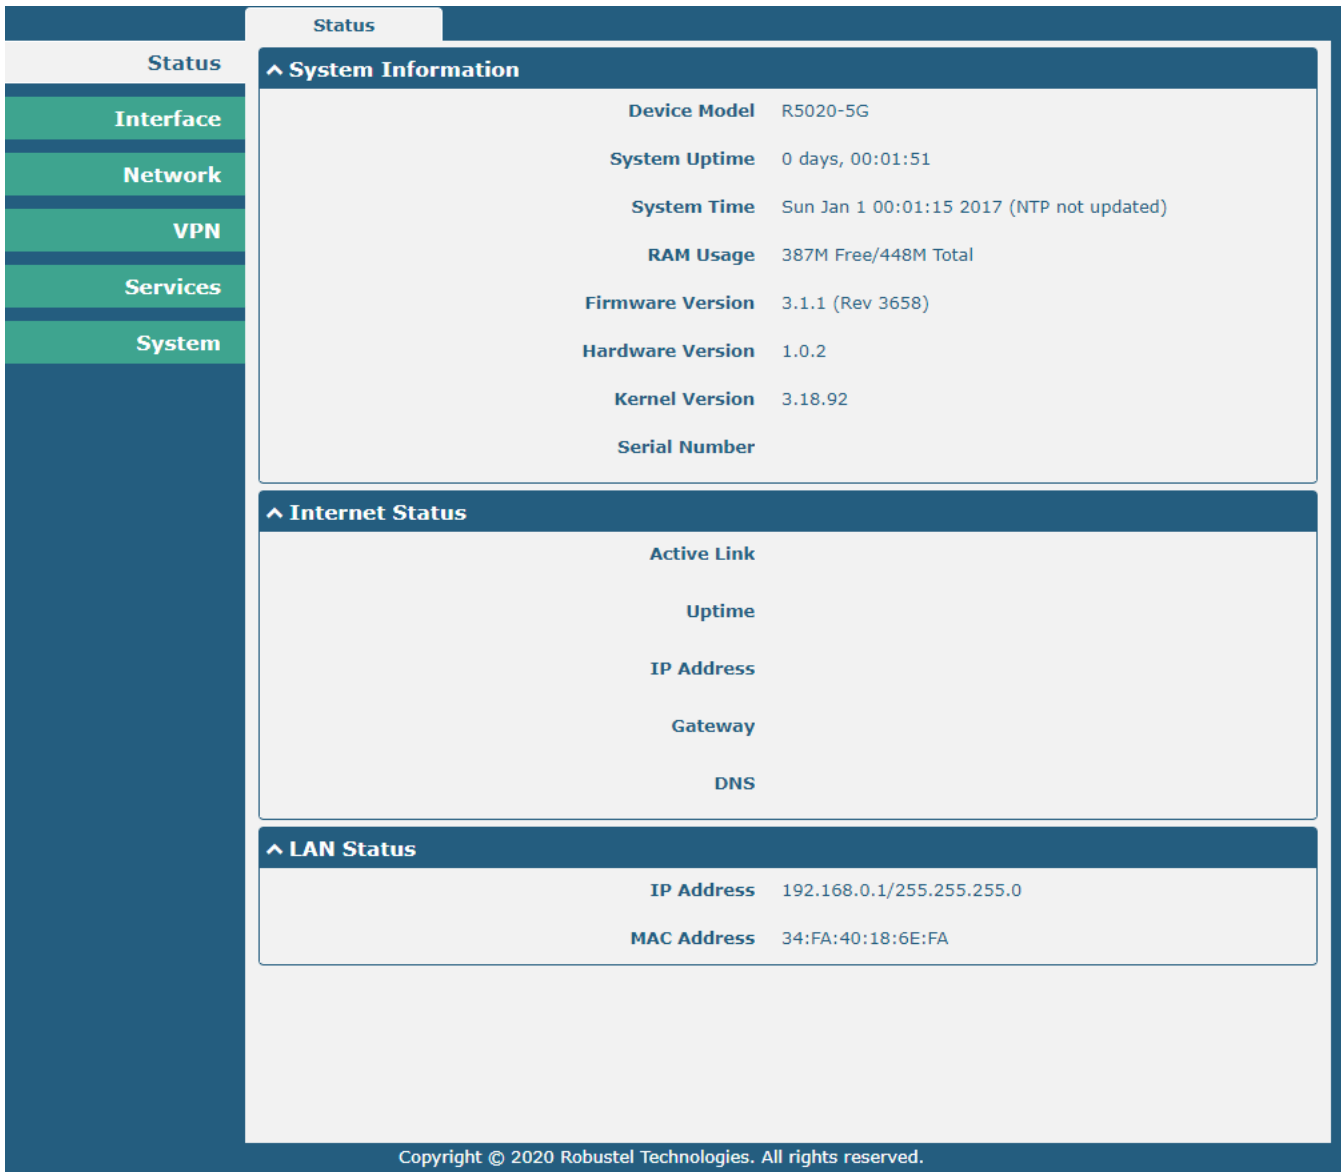 Status
Status
Interface
Network
VPN
Services
System
System Information
Device Model R5020-5G
System Uptime 0 days, 00:01:51
System Time Sun Jan 1 00:01:15 2017 (NTP not updated)
RAM Usage 387M Free/448M Total
Firmware Version 3.1.1 (Rev 3658)
Hardware Version 1.0.2
Kernel Version 3.18.92
Serial Number
Internet Status
Active Link
Uptime
IP Address
Gateway
DNS
LAN Status
IP Address 192.168.0.1/255.255.255.0
MAC Address 34:FA:40:18:6E:FA
Copyright © 2020 Robustel Technologies. All rights reserved.